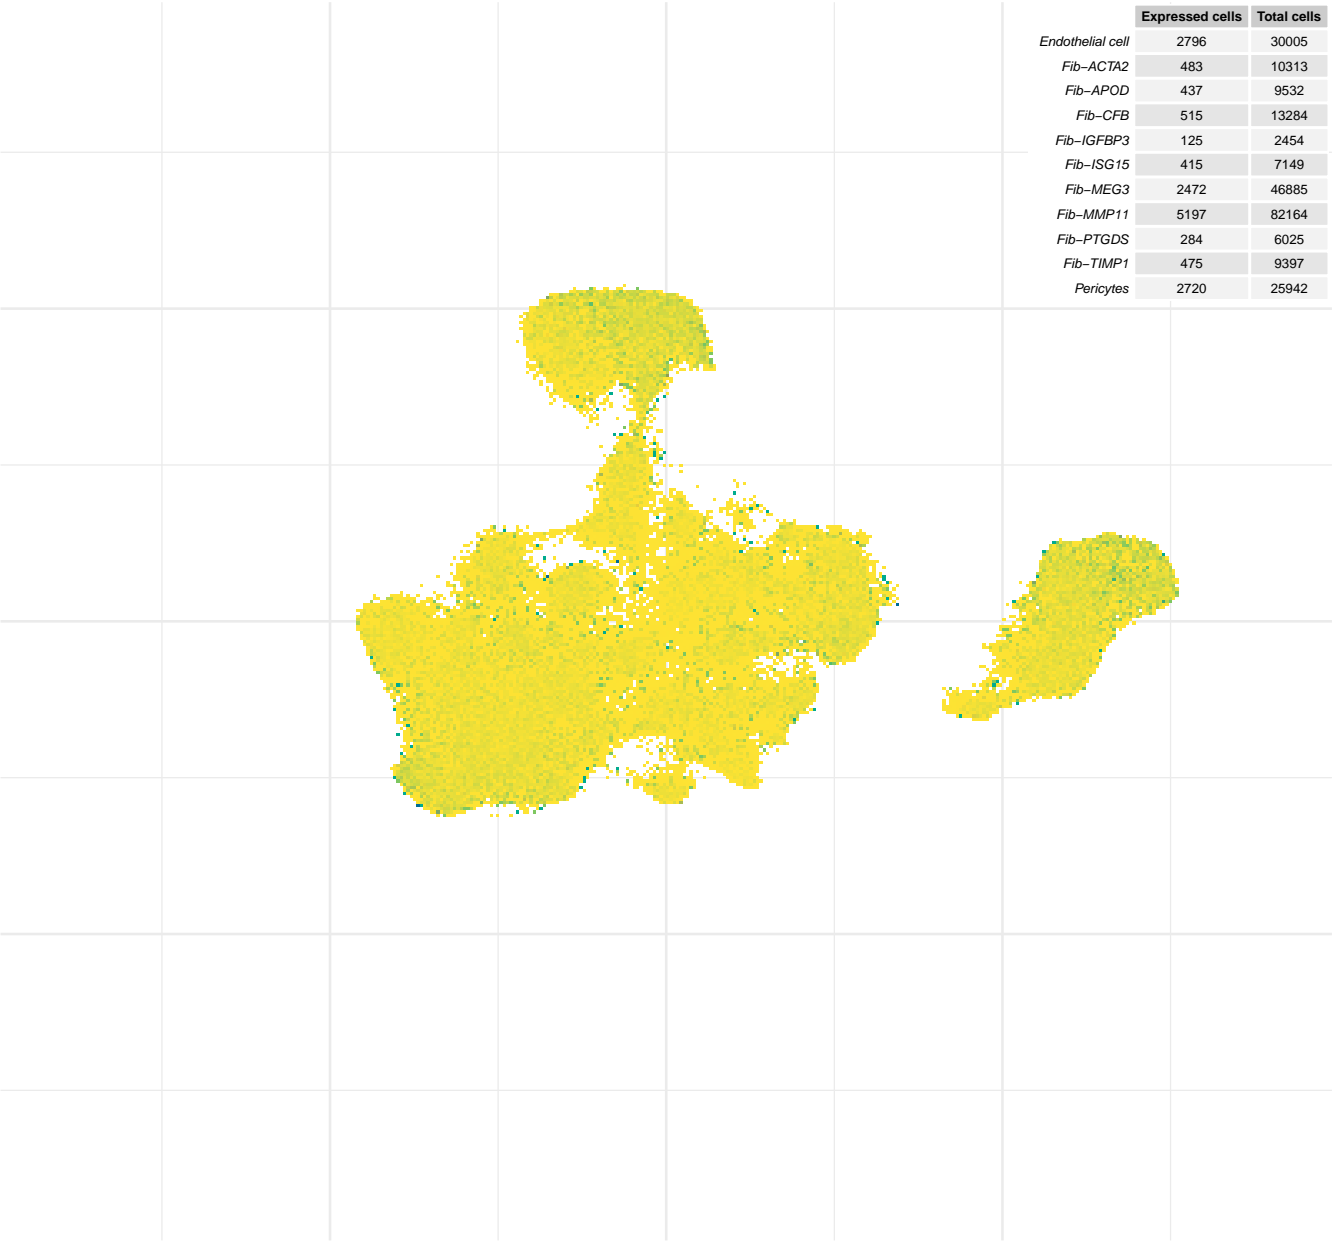 Expressed cells Total cells
Endothelial cell 2796 30005
Fib−ACTA2 483 10313
Fib−APOD 437 9532
Fib−CFB 515 13284
Fib−IGFBP3 125 2454
Fib−ISG15 415 7149
Fib−MEG3 2472 46885
Fib−MMP11 5197 82164
Fib−PTGDS 284 6025
Fib−TIMP1 475 9397
Pericytes 2720 25942